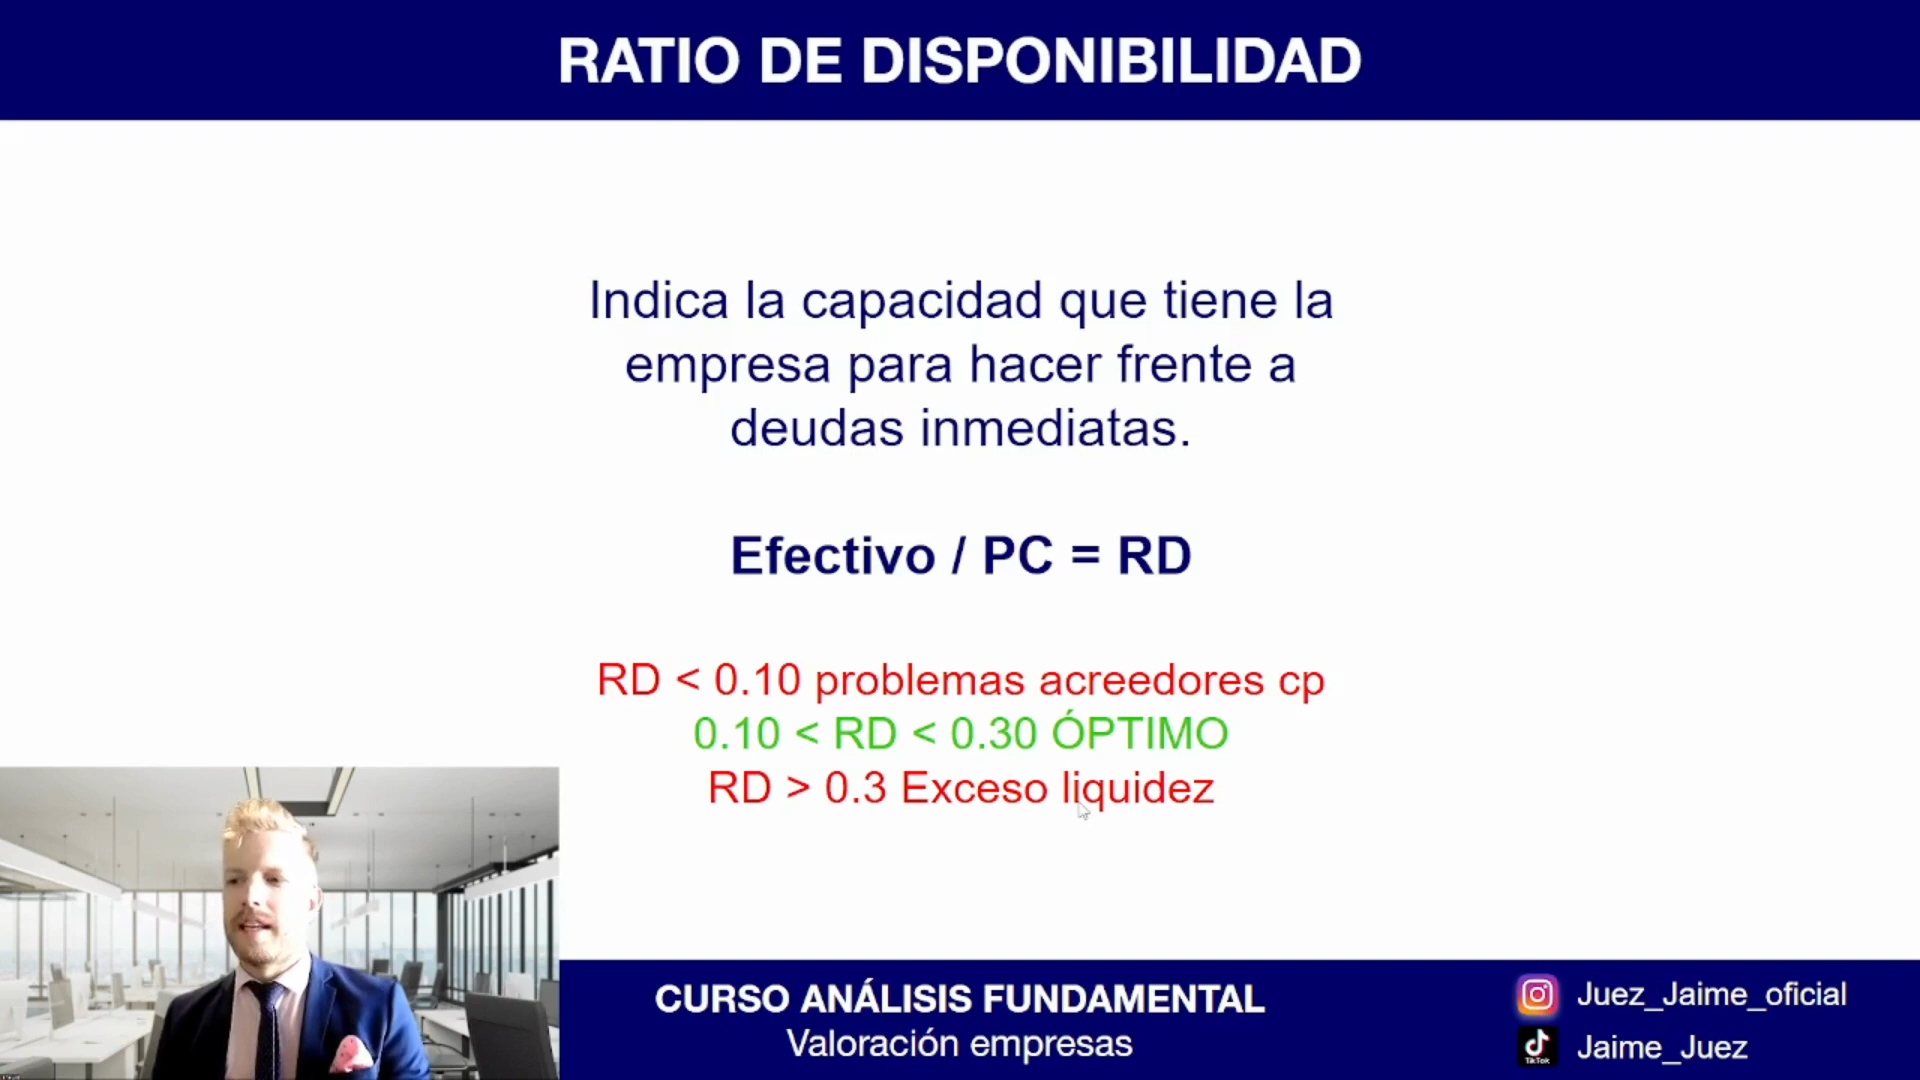 RATIO DE DISPONIBILIDAD
Indica la capacidad que tiene la
empresa para hacer frente a
deudas inmediatas.
Efectivo / PC = RD
RD < 0.10 problemas acreedores cp
0.10 < RD < 0.30 ÓPTIMO
RD > 0.3 Exceso liquidez
CURSO ANÁLISIS FUNDAMENTAL
Valoración empresas
Juez_Jaime_oficial
TikTok
Jaime_Juez